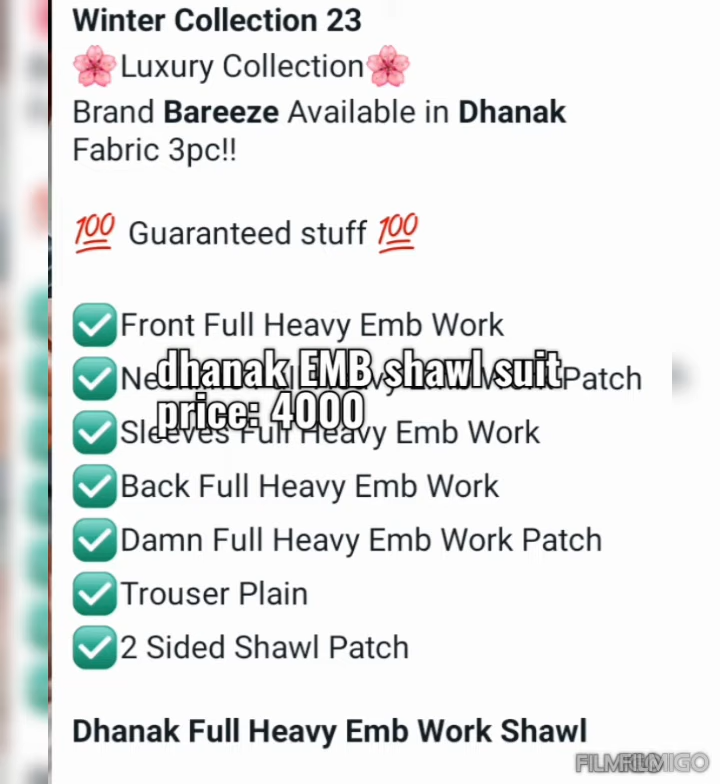 Winter Collection 23
🌸Luxury Collection🌸
Brand Bareeze Available in Dhanak
Fabric 3pc!!
💯 Guaranteed stuff 💯
✅Front Full Heavy Emb Work
dhanak EMB shawl suit
price: 4000
✅ Patch
✅Sleeves Full Heavy Emb Work
✅Back Full Heavy Emb Work
✅Damn Full Heavy Emb Work Patch
✅Trouser Plain
✅2 Sided Shawl Patch
Dhanak Full Heavy Emb Work Shawl
FILMIGO